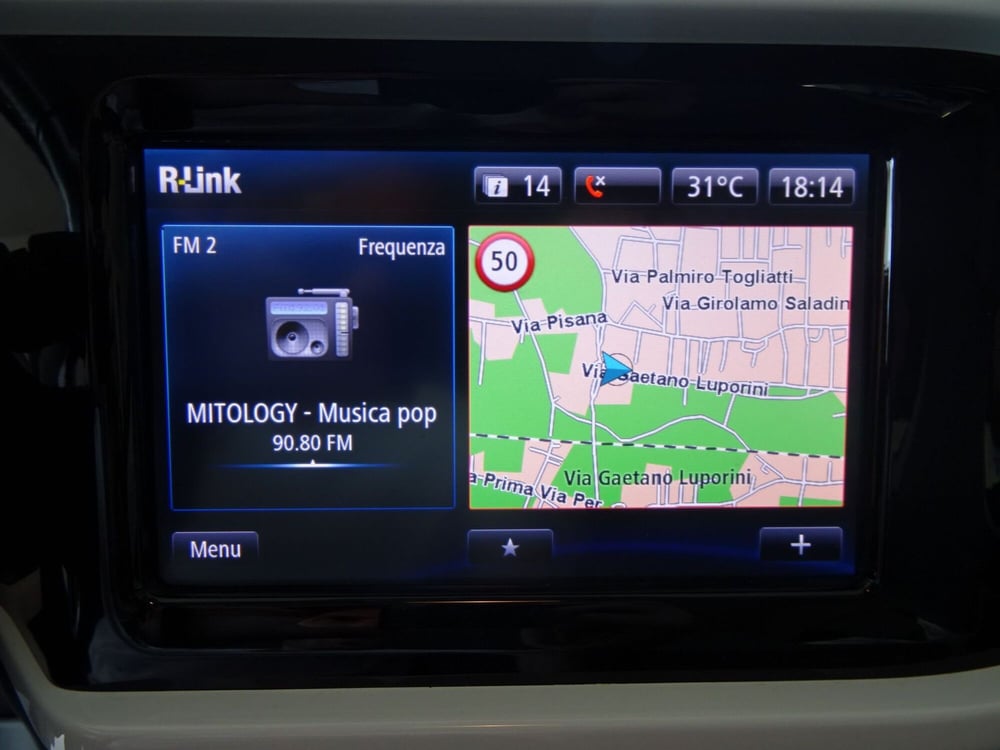 R-Link
14
31°C
18:14
FM 2
Frequenza
MITOLOGY - Musica pop
90.80 FM
50
Via Palmiro Togliatti
Via Girolamo Saladin
Via Pisana
Via Gaetano Luporini
Via Gaetano Luporini
a Prima Via Per
Menu
+